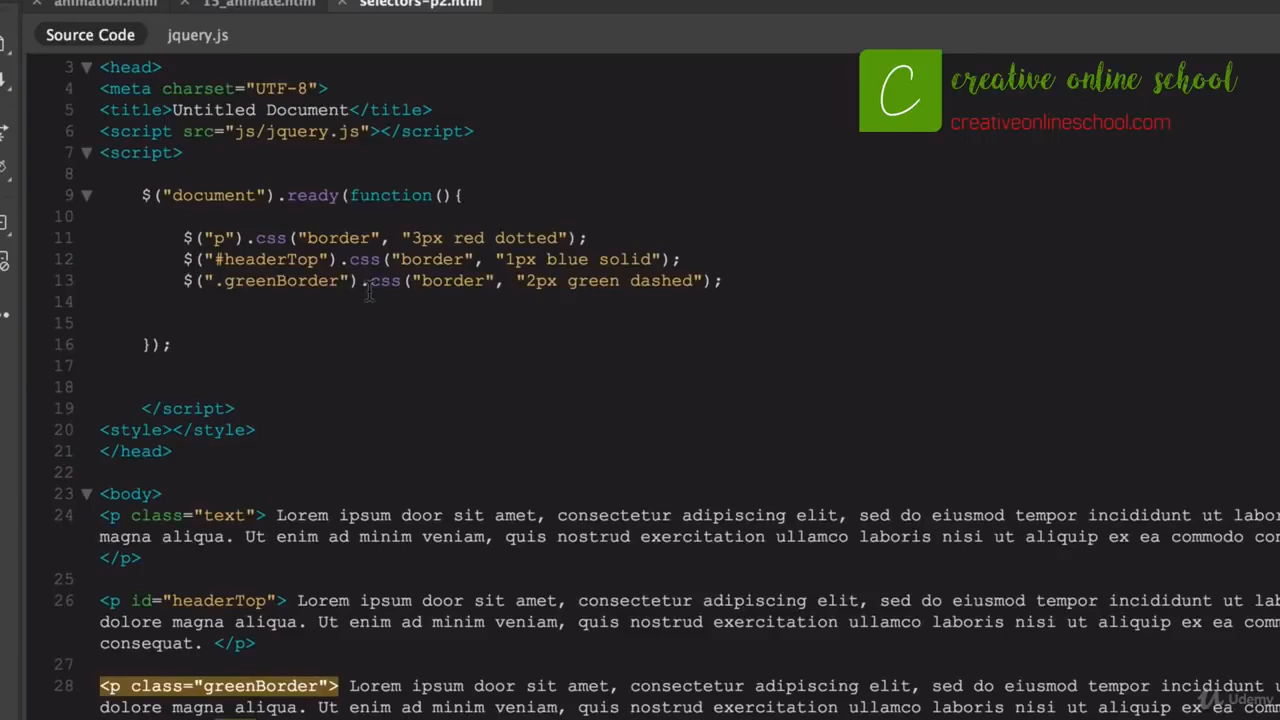 animation.html 15_animate.html selectors-p2.html
Source Code jquery.js
creative online school
creativeonlineschool.com
C
3 <head>
4 <meta charset="UTF-8">
5 <title>Untitled Document</title>
6 <script src="js/jquery.js"></script>
7 <script>
8
9 $("document").ready(function(){
10
11 $("p").css("border", "3px red dotted");
12 $("#headerTop").css("border", "1px blue solid");
13 $(".greenBorder").css("border", "2px green dashed");
14
15
16 });
17
18
19 </script>
20 <style></style>
21 </head>
22
23 <body>
24 <p class="text"> Lorem ipsum door sit amet, consectetur adipiscing elit, sed do eiusmod tempor incididunt ut labor
magna aliqua. Ut enim ad minim veniam, quis nostrud exercitation ullamco laboris nisi ut aliquip ex ea commodo con
</p>
25
26 <p id="headerTop"> Lorem ipsum door sit amet, consectetur adipiscing elit, sed do eiusmod tempor incididunt ut lab
dolore magna aliqua. Ut enim ad minim veniam, quis nostrud exercitation ullamco laboris nisi ut aliquip ex ea comm
consequat. </p>
27
28 <p class="greenBorder"> Lorem ipsum door sit amet, consectetur adipiscing elit, sed do eiusmod tempor incididunt
dolore magna aliqua. Ut enim ad minim veniam, quis nostrud exercitation ullamco laboris nisi ut aliquip ex ea
Udemy